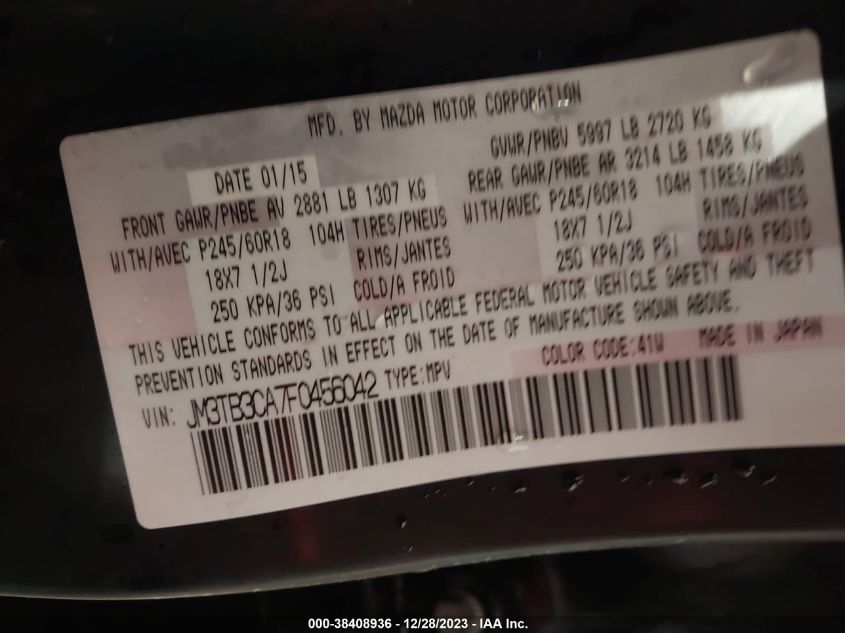 MFD. BY MAZDA MOTOR CORPORATION
DATE 01/15
GVWR/PNBV 5997 LB 2720 KG
FRONT GAWR/PNBE AV 2881 LB 1307 KG
REAR GAWR/PNBE AR 3214 LB 1458 KG
WITH/AVEC P245/60R18 104H TIRES/PNEUS
WITH/AVEC P245/60R18 104H TIRES/PNEUS
18X7 1/2J RIMS/JANTES
18X7 1/2J RIMS/JANTES
250 KPA/36 PSI COLD/A FROID
250 KPA/36 PSI COLD/A FROID
THIS VEHICLE CONFORMS TO ALL APPLICABLE FEDERAL MOTOR VEHICLE SAFETY AND THEFT
PREVENTION STANDARDS IN EFFECT ON THE DATE OF MANUFACTURE SHOWN ABOVE.
COLOR CODE:41W MADE IN JAPAN
VIN: JM3TB3CA7F0456042 TYPE:MPV
000-38408936 - 12/28/2023 - IAA Inc.